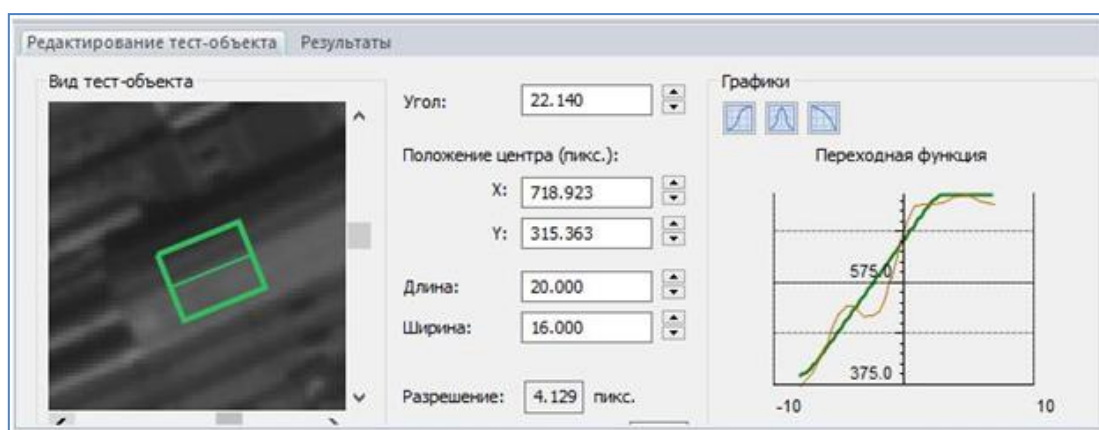 Редактирование тест-объекта Результаты
Вид тест-объекта
Угол: 22.140
Положение центра (пикс.):
X: 718.923
Y: 315.363
Длина: 20.000
Ширина: 16.000
Разрешение: 4.129 пикс.
Графики
Переходная функция
575.0
375.0
-10 10